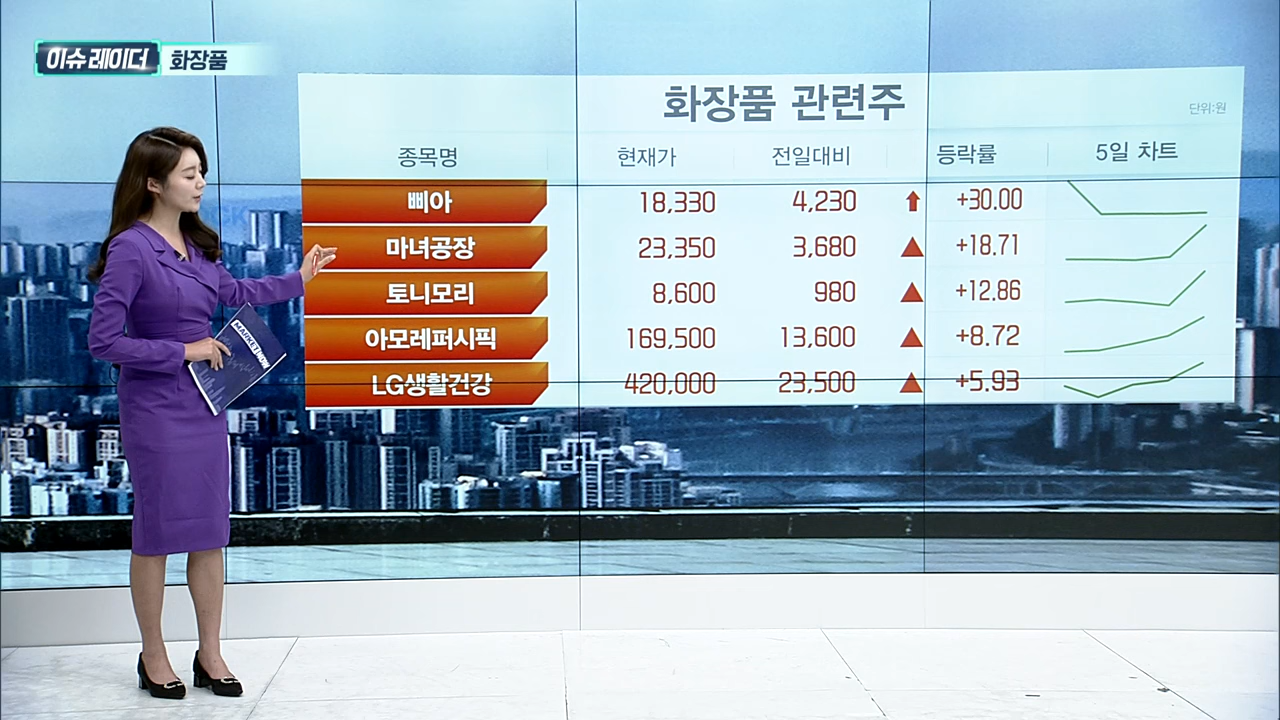 이슈 레이더 화장품
화장품 관련주
단위:원
종목명 현재가 전일대비 등락률 5일 차트
삐아 18,330 4,230 +30.00
마녀공장 23,350 3,680 ▲ +18.71
토니모리 8,600 980 ▲ +12.86
아모레퍼시픽 169,500 13,600 ▲ +8.72
LG생활건강 420,000 23,500 ▲ +5.93
MARKET NOW